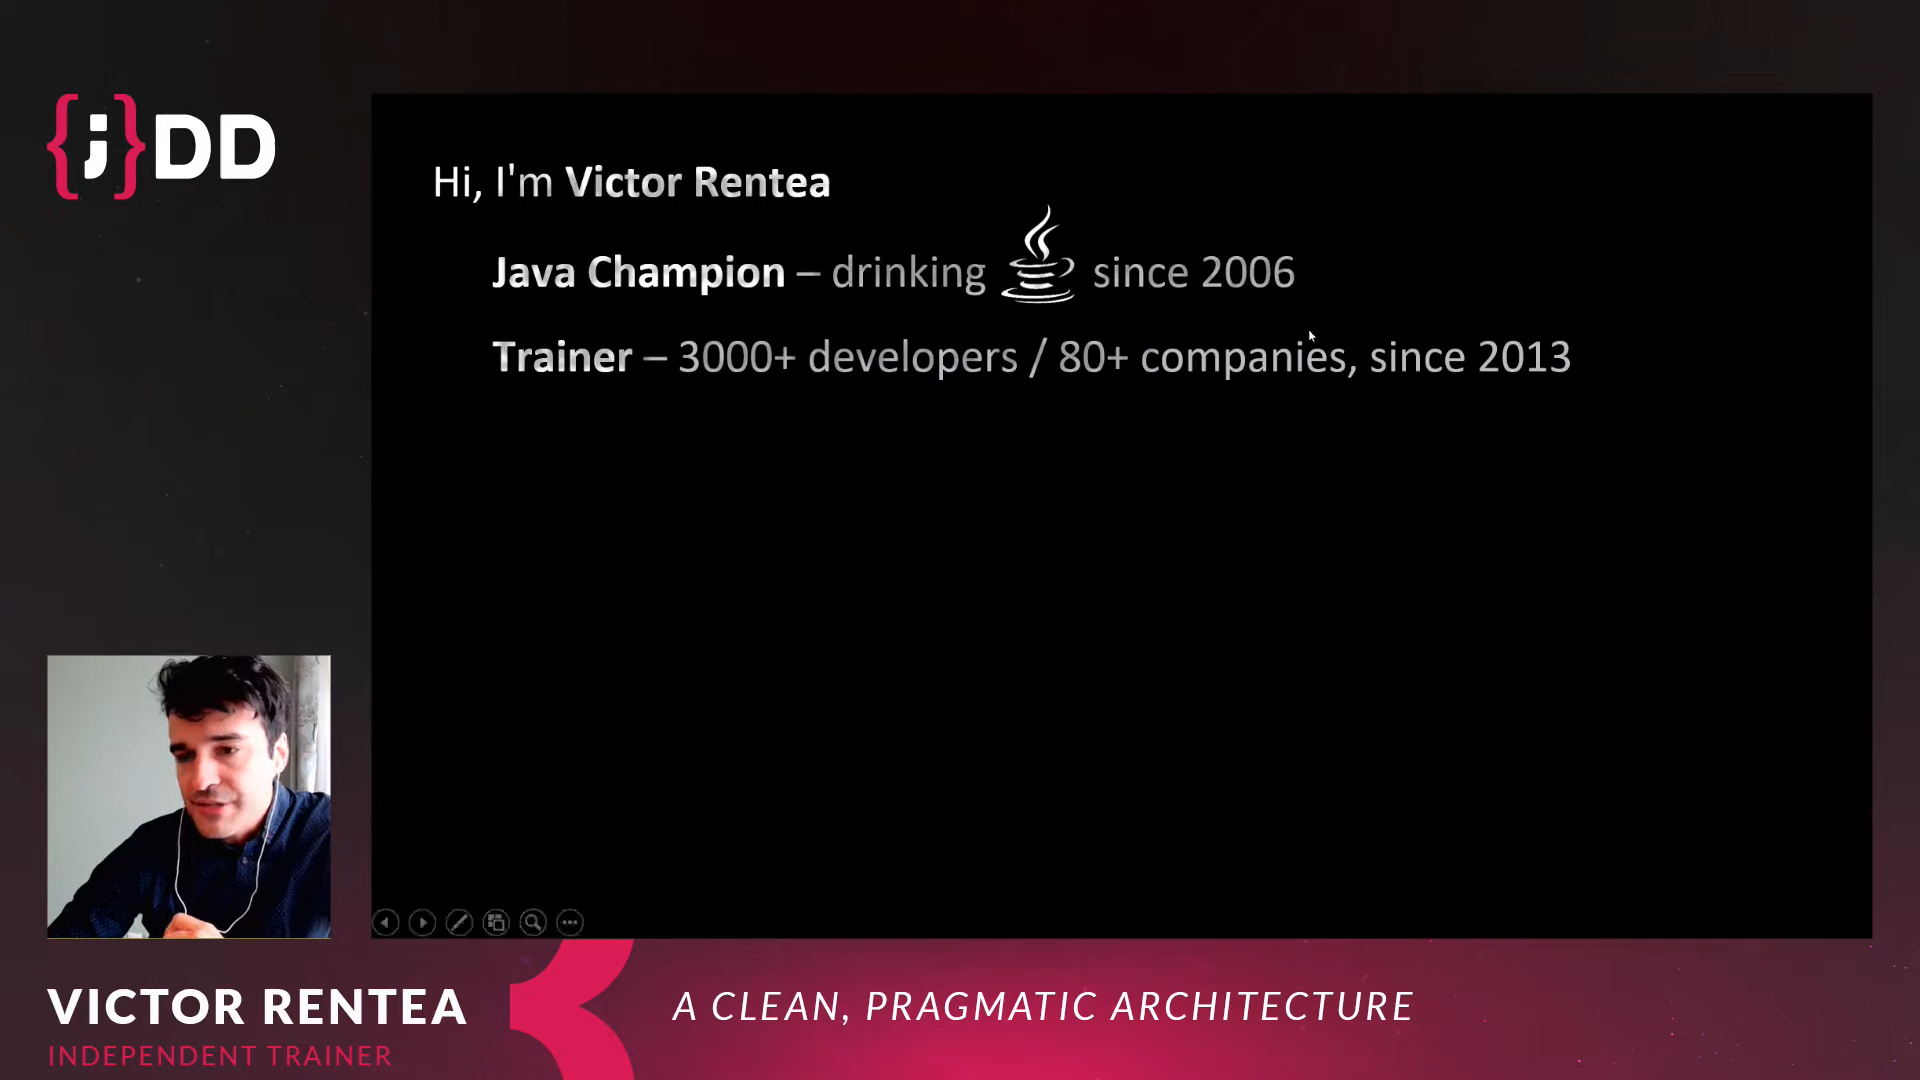 {;}DD
Hi, I'm Victor Rentea
Java Champion – drinking since 2006
Trainer – 3000+ developers / 80+ companies, since 2013
VICTOR RENTEA
INDEPENDENT TRAINER
A CLEAN, PRAGMATIC ARCHITECTURE